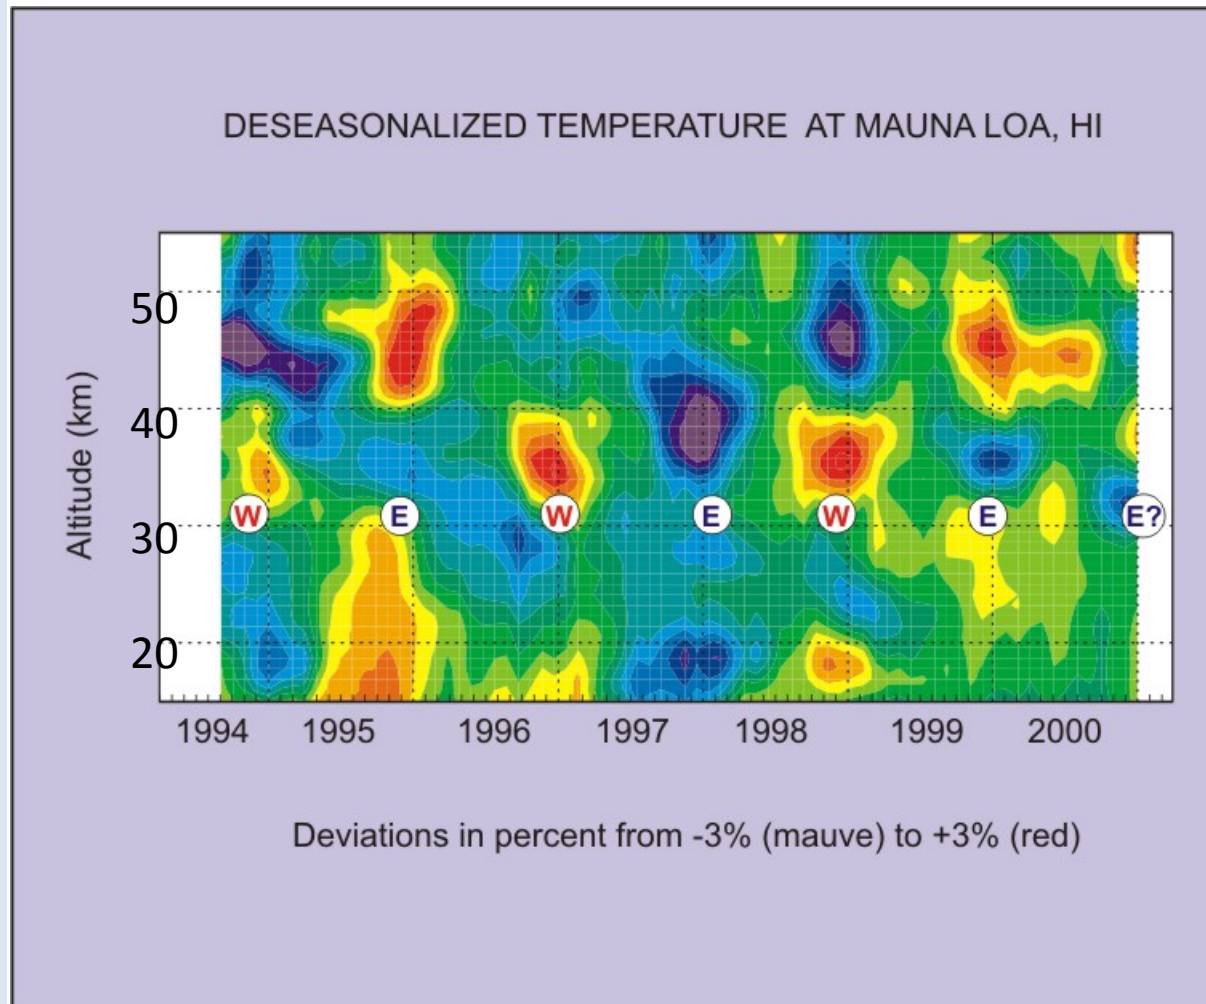 DESEASONALIZED TEMPERATURE AT MAUNA LOA, HI
Altitude (km)
50
40
30
20
W E W E W E E?
1994 1995 1996 1997 1998 1999 2000
Deviations in percent from -3% (mauve) to +3% (red)